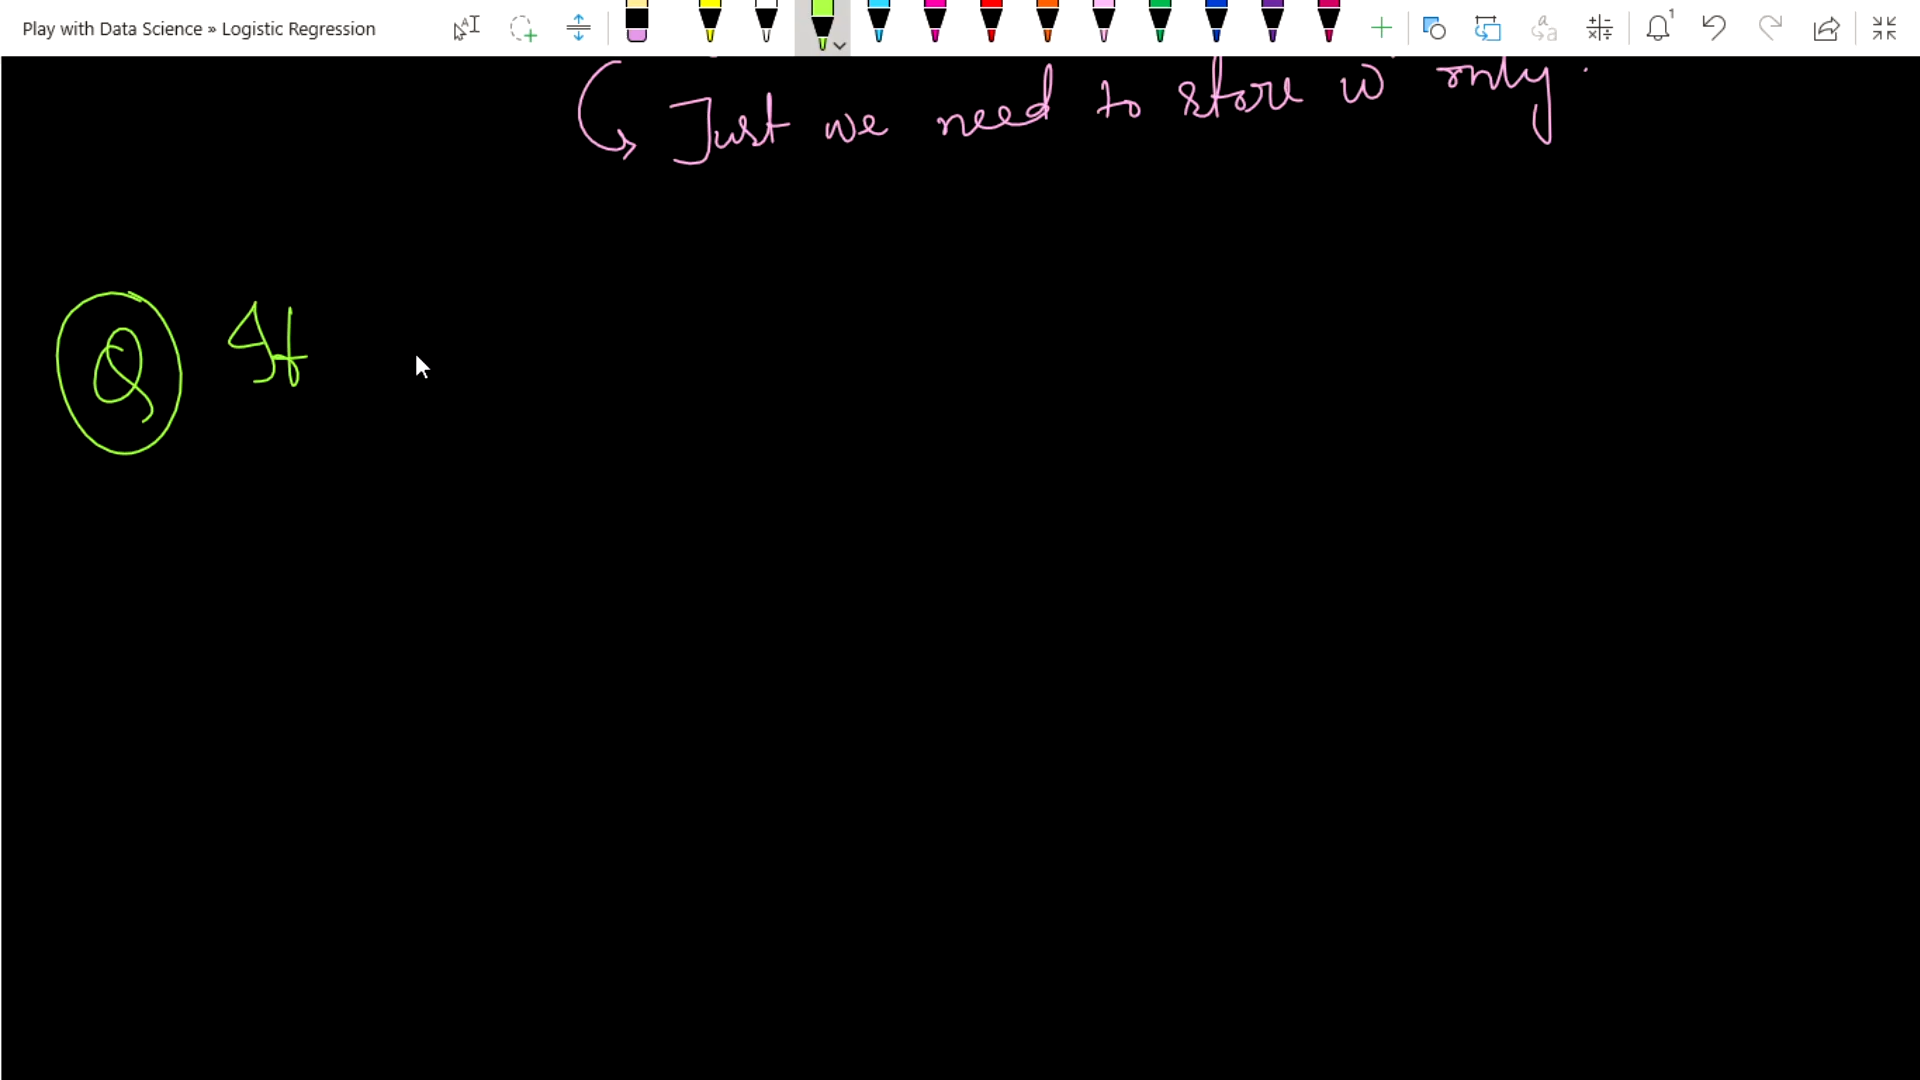 Play with Data Science » Logistic Regression
Just we need to store w only.
Q If